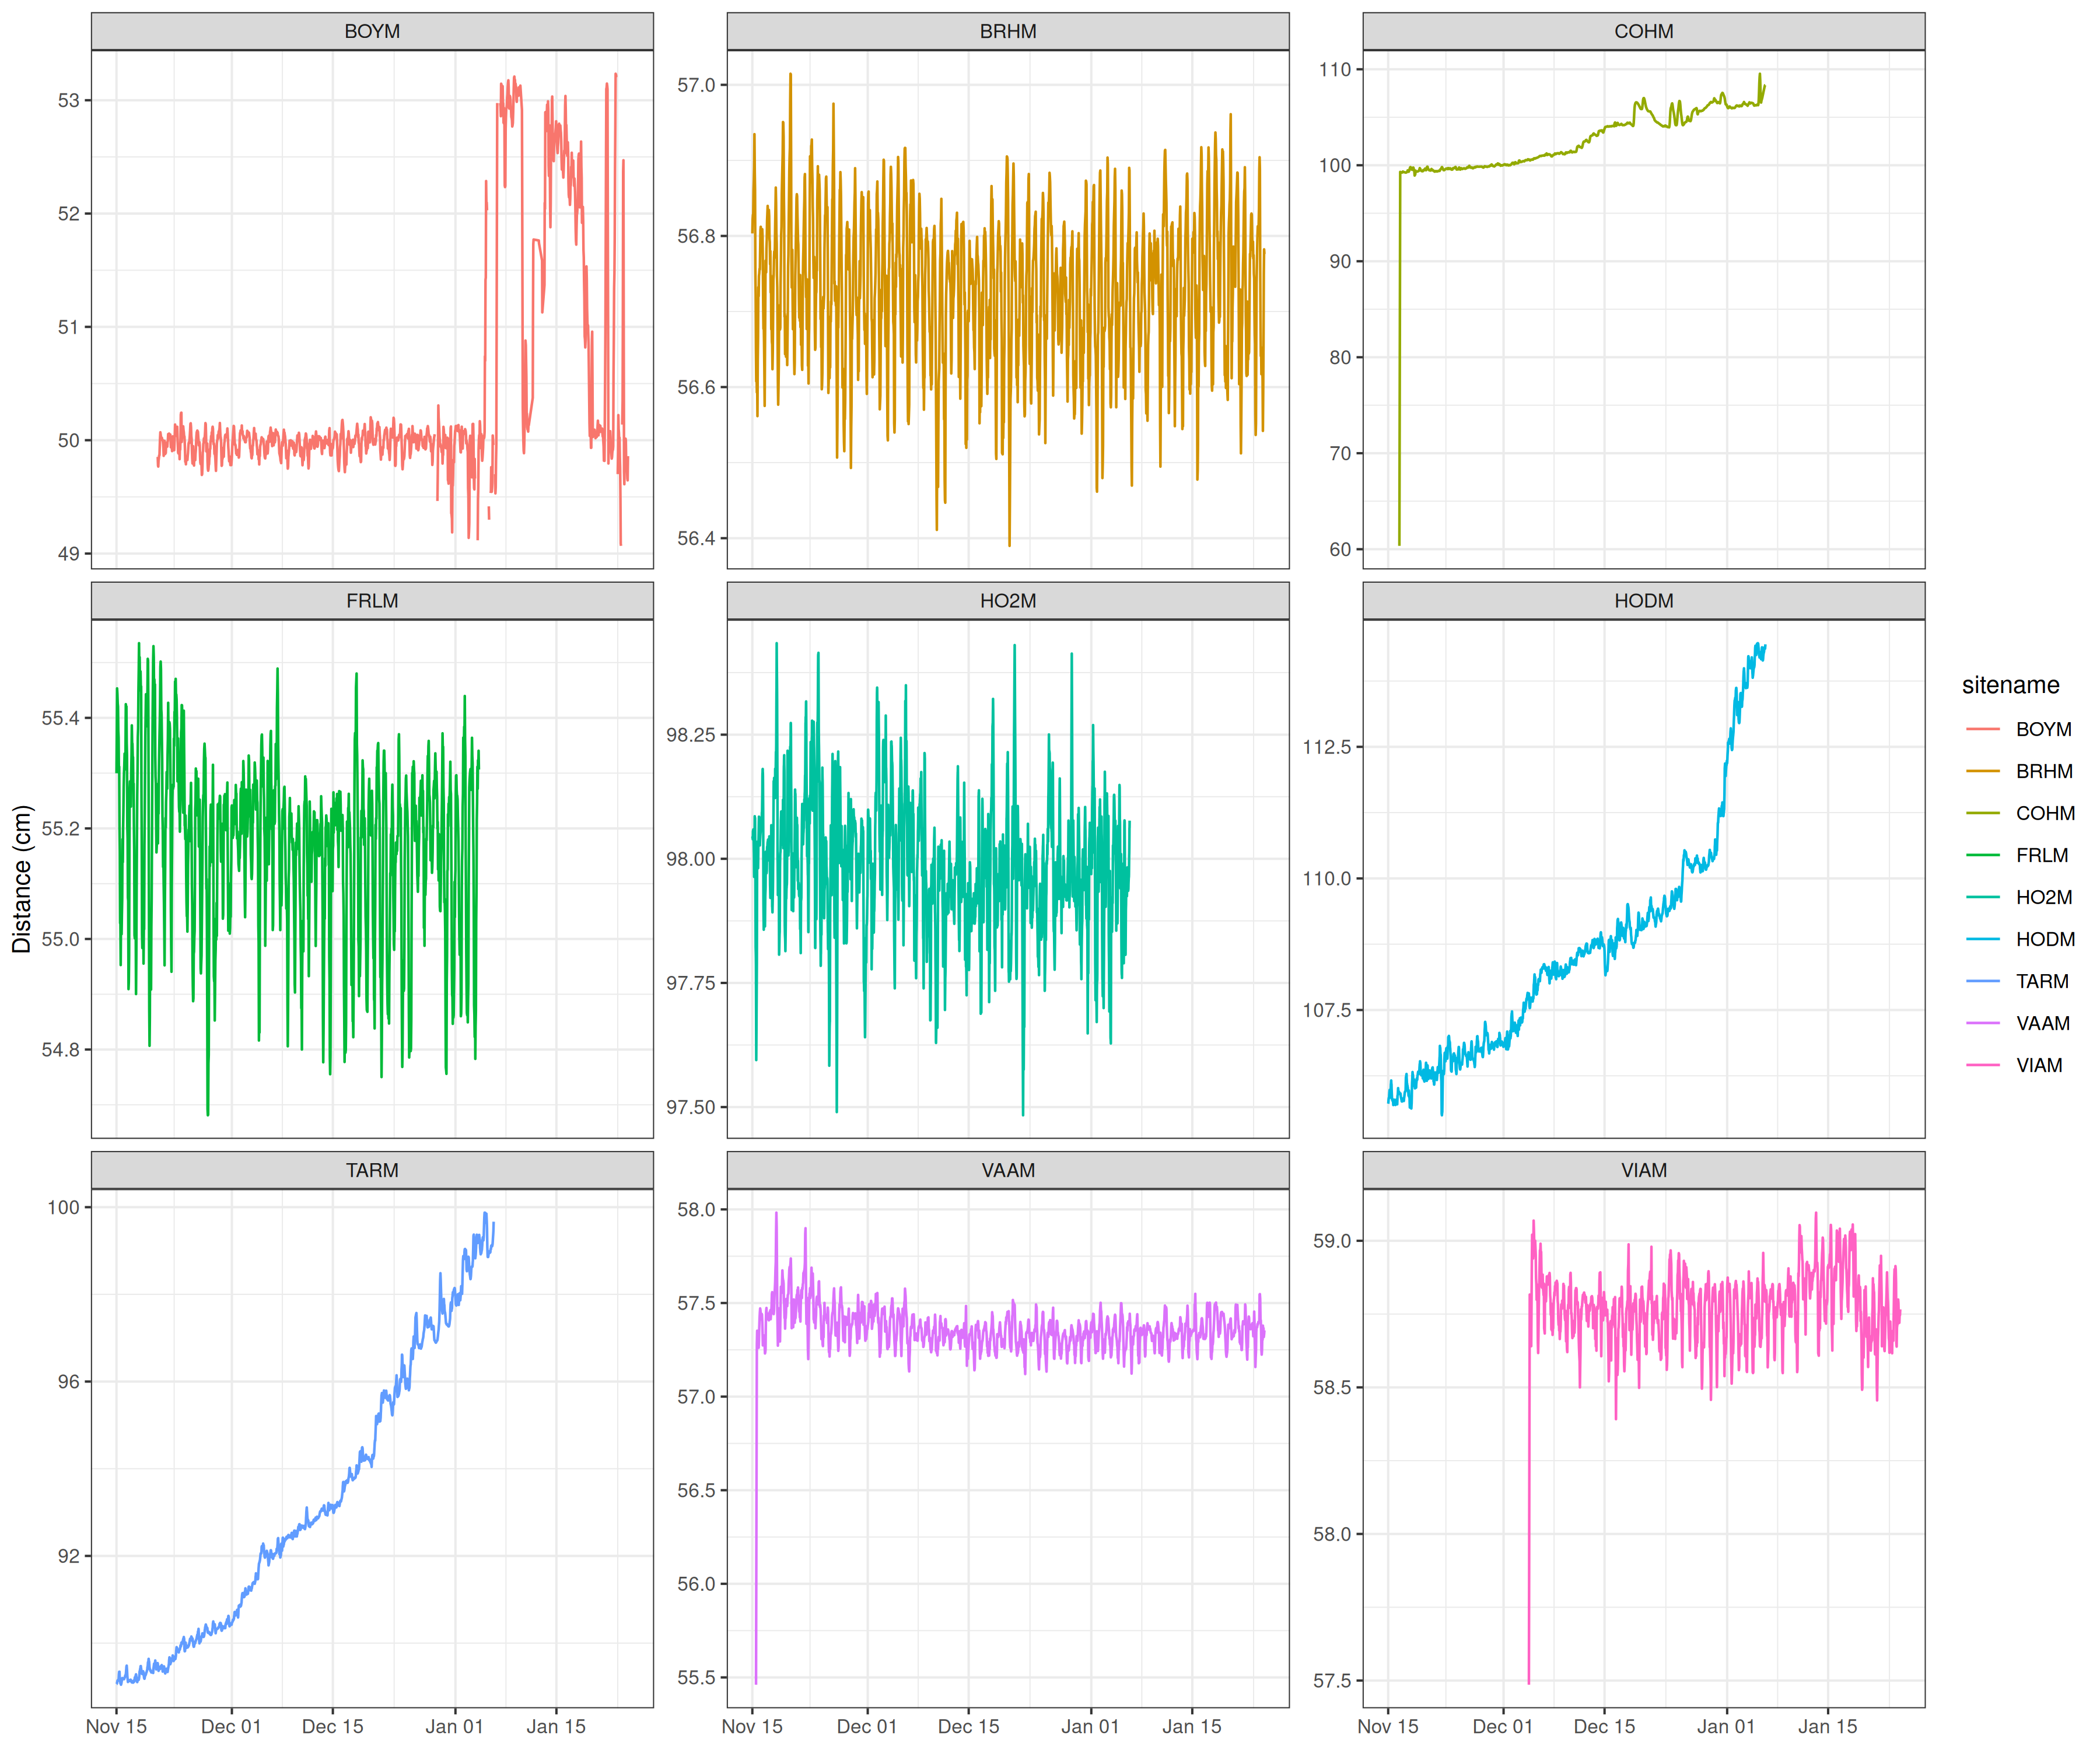 BOYM BRHM COHM
53
52
51
50
49
57.0
56.8
56.6
56.4
110
100
90
80
70
60
FRLM HO2M HODM
55.4
55.2
55.0
54.8
98.25
98.00
97.75
97.50
112.5
110.0
107.5
TARM VAAM VIAM
100
96
92
58.0
57.5
57.0
56.5
56.0
55.5
59.0
58.5
58.0
57.5
Nov 15 Dec 01 Dec 15 Jan 01 Jan 15
Nov 15 Dec 01 Dec 15 Jan 01 Jan 15
Nov 15 Dec 01 Dec 15 Jan 01 Jan 15
Distance (cm)
sitename
BOYM
BRHM
COHM
FRLM
HO2M
HODM
TARM
VAAM
VIAM